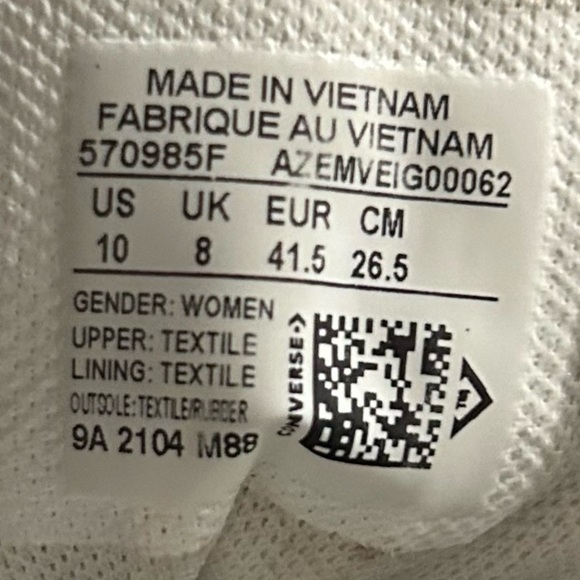 MADE IN VIETNAM
FABRIQUE AU VIETNAM
570985F AZEMVEIG00062
US UK EUR CM
10 8 41.5 26.5
GENDER: WOMEN
UPPER: TEXTILE
LINING: TEXTILE
OUTSOLE:TEXTILE/RUBBER
9A 2104 M88
CONVERSE